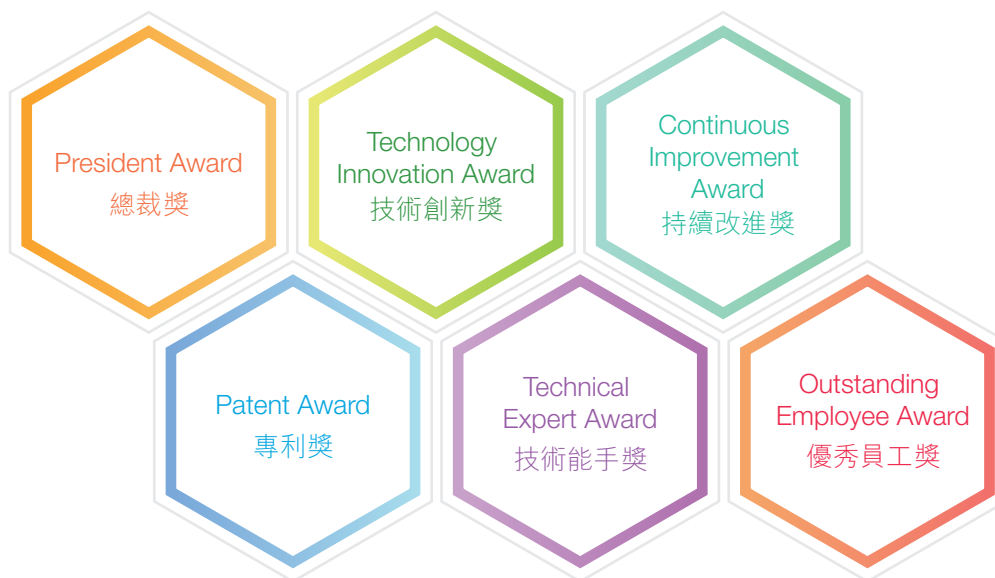 President Award
總裁獎
Technology
Innovation Award
技術創新獎
Continuous
Improvement
Award
持續改進獎
Patent Award
專利獎
Technical
Expert Award
技術能手獎
Outstanding
Employee Award
優秀員工獎